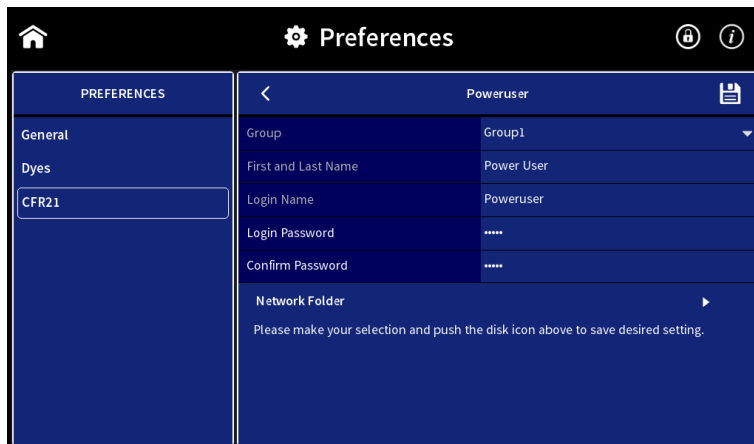 Preferences
PREFERENCES
General
Dyes
CFR21
Poweruser
Group Group1
First and Last Name Power User
Login Name Poweruser
Login Password •••••
Confirm Password •••••
Network Folder
Please make your selection and push the disk icon above to save desired setting.